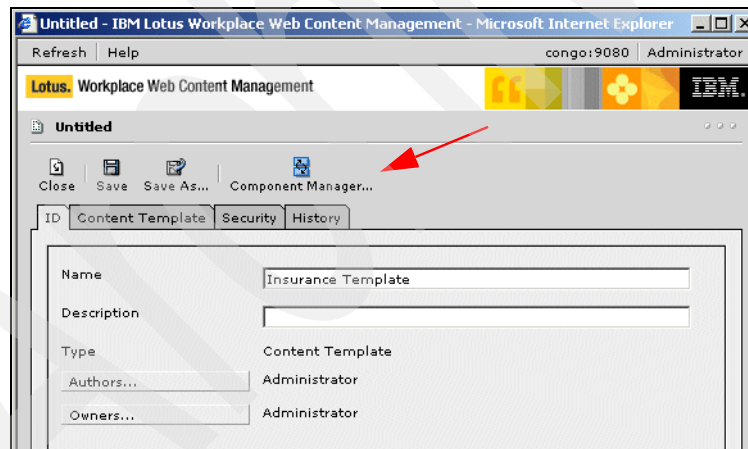 Untitled - IBM Lotus Workplace Web Content Management - Microsoft Internet Explorer
Refresh Help congo:9080 Administrator
Lotus. Workplace Web Content Management IBM.
Untitled
Close Save Save As... Component Manager...
ID Content Template Security History
Name Insurance Template
Description
Type Content Template
Authors... Administrator
Owners... Administrator